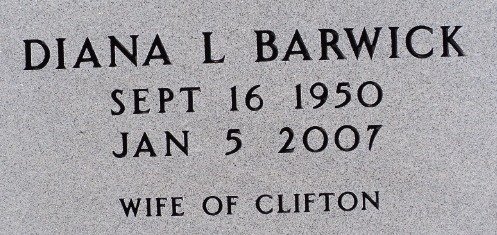 DIANA L BARWICK
SEPT 16 1950
JAN 5 2007
WIFE OF CLIFTON